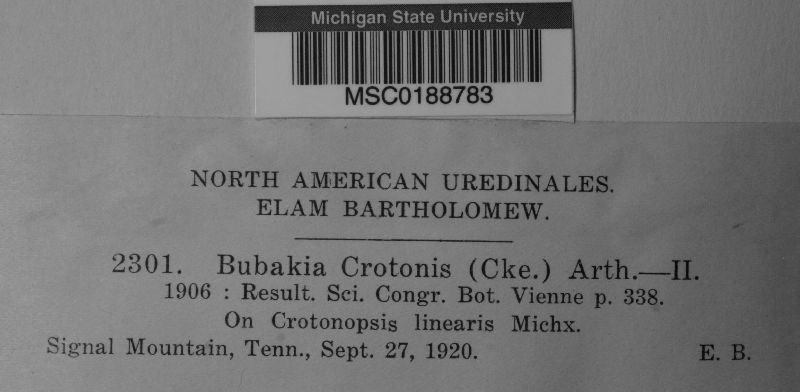 Michigan State University
MSC0188783
NORTH AMERICAN UREDINALES.
ELAM BARTHOLOMEW.
2301. Bubakia Crotonis (Cke.) Arth.—II.
1906 : Result. Sci. Congr. Bot. Vienne p. 338.
On Crotonopsis linearis Michx.
Signal Mountain, Tenn., Sept. 27, 1920. E. B.